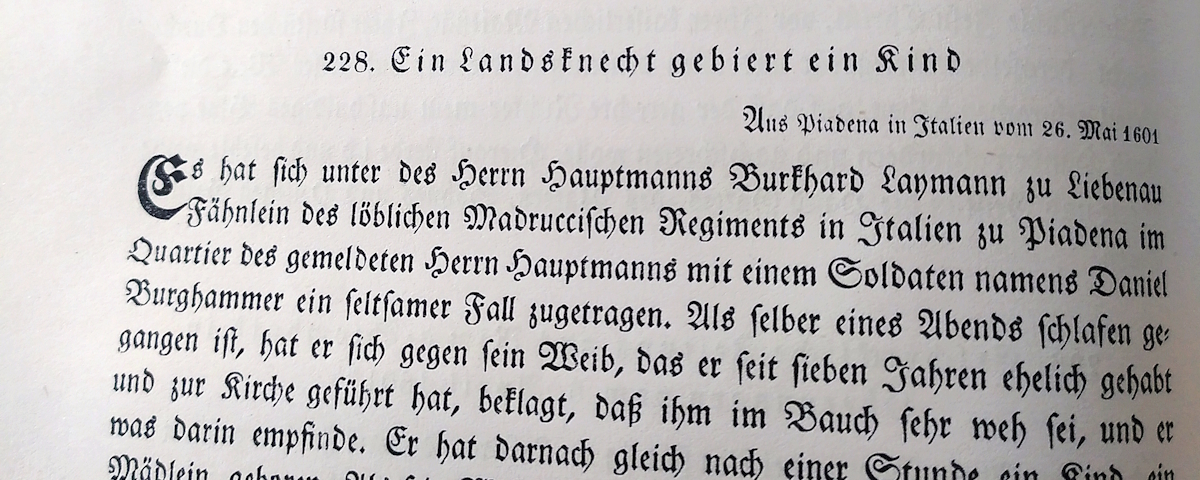 228. Ein Landsknecht gebiert ein Kind
Aus Piadena in Italien vom 26. Mai 1601
Es hat sich unter des Herrn Hauptmanns Burkhard Laymann zu Liebenau
Fähnlein des löblichen Madruccischen Regiments in Italien zu Piadena im
Quartier des gemeldeten Herrn Hauptmanns mit einem Soldaten namens Daniel
Burghammer ein seltsamer Fall zugetragen. Als selber eines Abends schlafen ge-
gangen ist, hat er sich gegen sein Weib, das er seit sieben Jahren ehelich gehabt
und zur Kirche geführt hat, beklagt, daß ihm im Bauch sehr weh sei, und er
was darin empfinde. Er hat darnach gleich nach einer Stunde ein Kind, ein
Mädlein geboren. Als